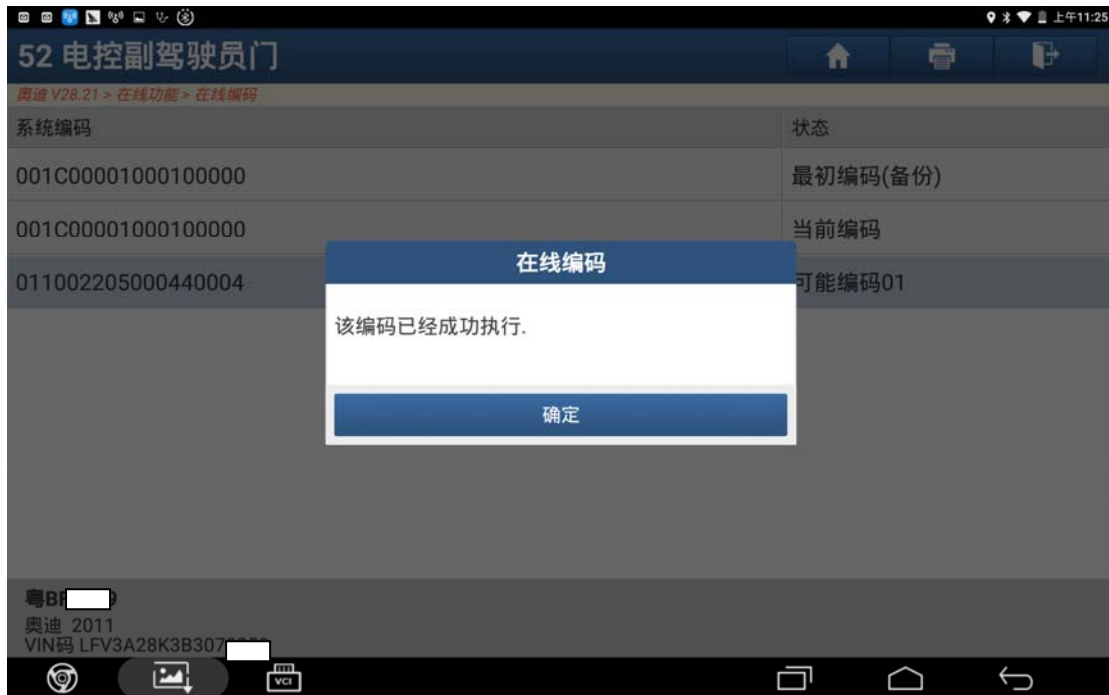 上午11:25
52 电控副驾驶员门
奥迪 V28.21 > 在线功能 > 在线编码
系统编码 状态
001C00001000100000 最初编码(备份)
001C00001000100000 当前编码
011002205000440004 可能编码01
在线编码
该编码已经成功执行.
确定
粤B
奥迪 2011
VIN码 LFV3A28K3B307
VCI